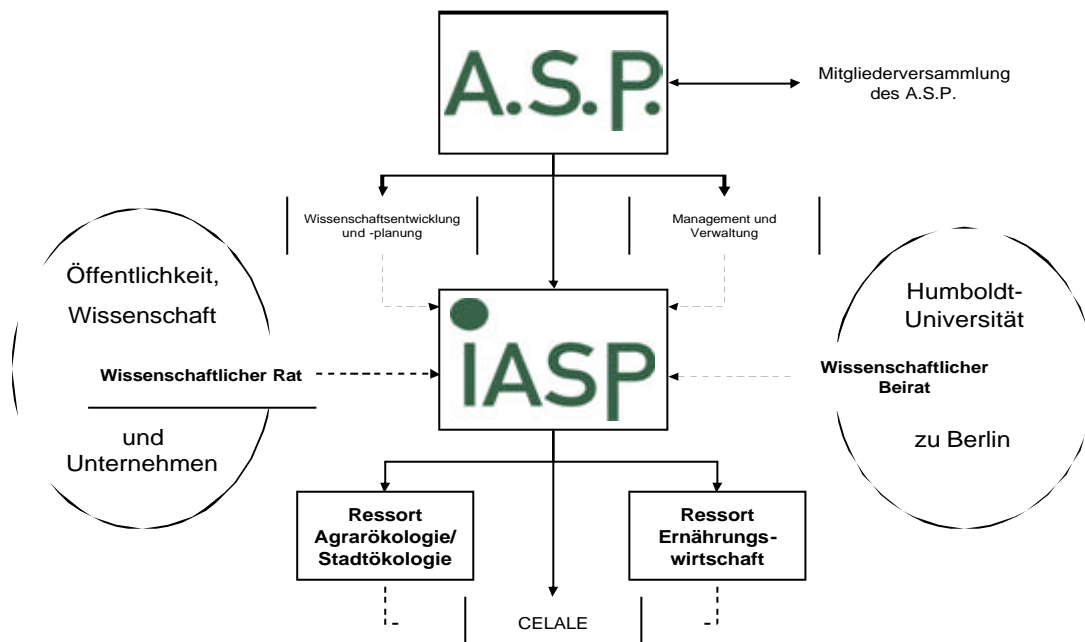 A.S.P.
Mitgliederversammlung
des A.S.P.
Wissenschaftsentwicklung
und -planung
Management und
Verwaltung
Öffentlichkeit,
Wissenschaft
Wissenschaftlicher Rat
und
Unternehmen
iASP
Humboldt-
Universität
Wissenschaftlicher
Beirat
zu Berlin
Ressort
Agrarökologie/
Stadtökologie
Ressort
Ernährungs-
wirtschaft
CELALE